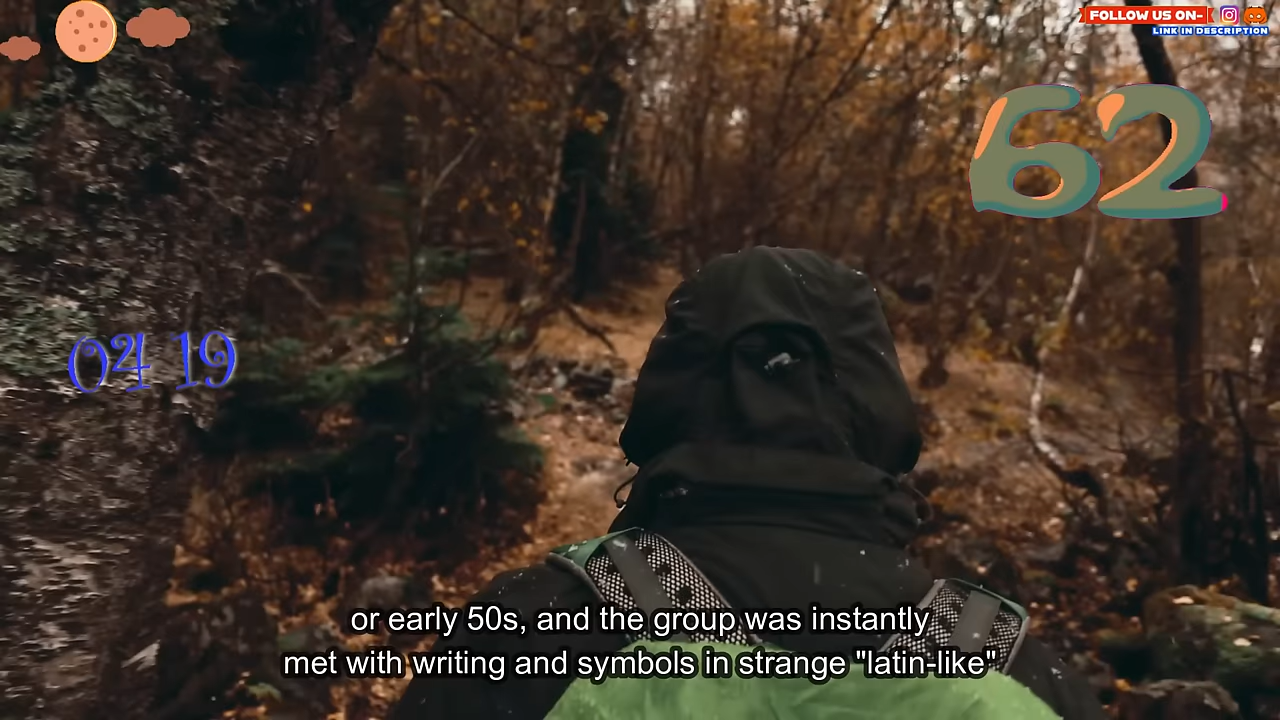 FOLLOW US ON-
LINK IN DESCRIPTION
62
04 19
or early 50s, and the group was instantly
met with writing and symbols in strange "latin-like"